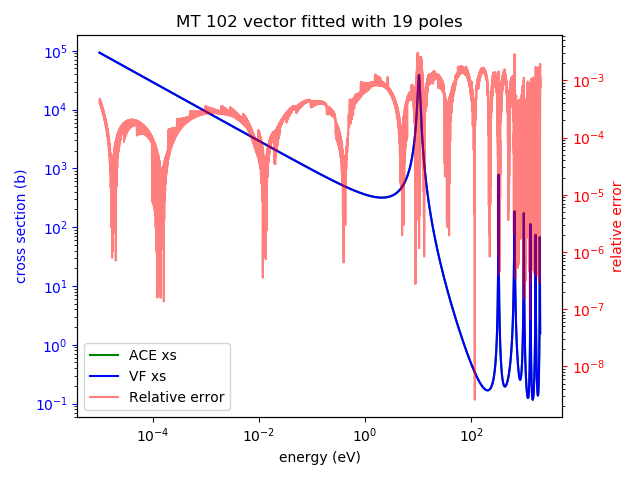 MT 102 vector fitted with 19 poles
10^5
10^4
10^3
10^2
10^1
10^0
10^-1
cross section (b)
10^-3
10^-4
10^-5
10^-6
10^-7
10^-8
relative error
ACE xs
VF xs
Relative error
10^-4
10^-2
10^0
10^2
energy (eV)